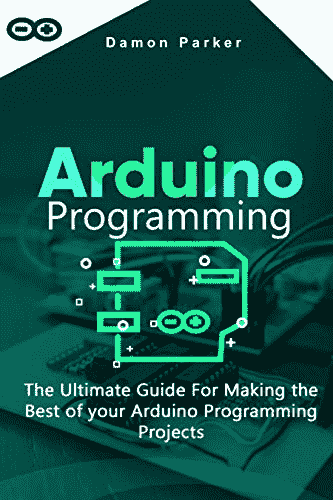 Damon Parker
Arduino
Programming
The Ultimate Guide For Making the
Best of your Arduino Programming
Projects